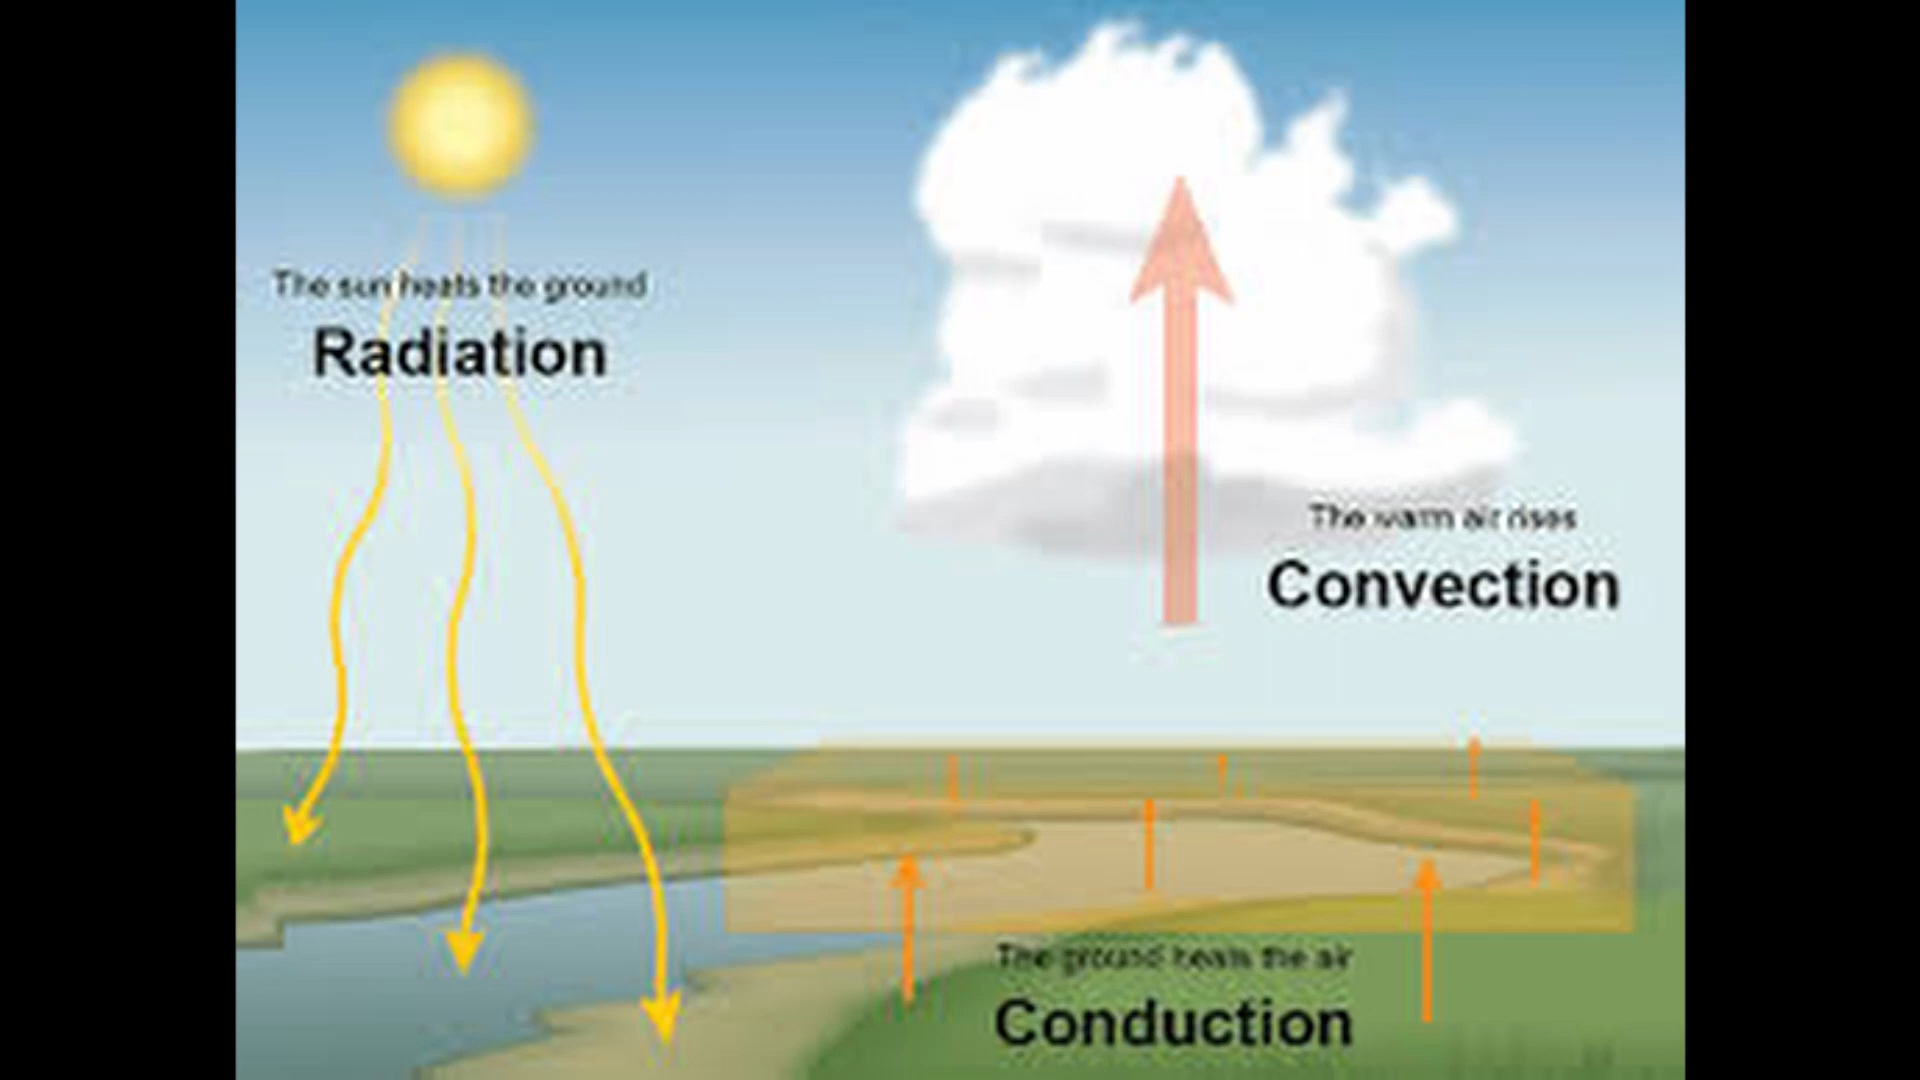 The sun heats the ground
Radiation
The warm air rises
Convection
The ground heats the air
Conduction